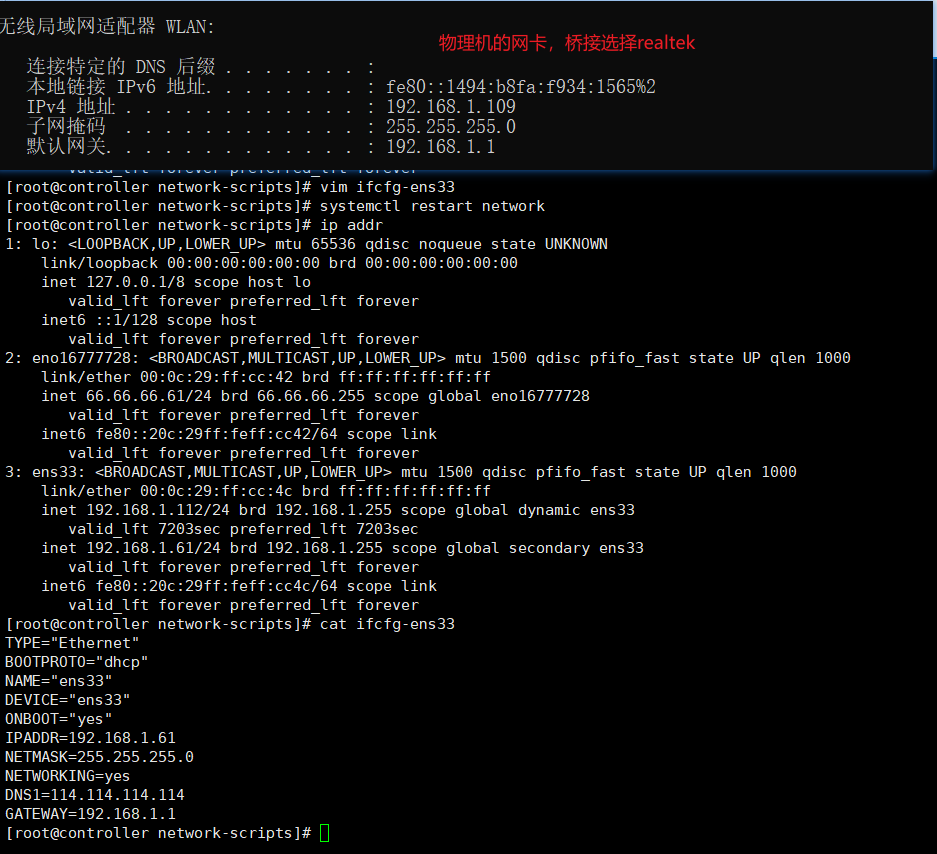 无线局域网适配器 WLAN:
物理机的网卡，桥接选择realtek
连接特定的 DNS 后缀 . . . . . . . :
本地链接 IPv6 地址. . . . . . . . : fe80::1494:b8fa:f934:1565%2
IPv4 地址 . . . . . . . . . . . . : 192.168.1.109
子网掩码 . . . . . . . . . . . . : 255.255.255.0
默认网关. . . . . . . . . . . . . : 192.168.1.1
valid_lft forever preferred_lft forever
[root@controller network-scripts]# vim ifcfg-ens33
[root@controller network-scripts]# systemctl restart network
[root@controller network-scripts]# ip addr
1: lo: <LOOPBACK,UP,LOWER_UP> mtu 65536 qdisc noqueue state UNKNOWN
link/loopback 00:00:00:00:00:00 brd 00:00:00:00:00:00
inet 127.0.0.1/8 scope host lo
valid_lft forever preferred_lft forever
inet6 ::1/128 scope host
valid_lft forever preferred_lft forever
2: eno16777728: <BROADCAST,MULTICAST,UP,LOWER_UP> mtu 1500 qdisc pfifo_fast state UP qlen 1000
link/ether 00:0c:29:ff:cc:42 brd ff:ff:ff:ff:ff:ff
inet 66.66.66.61/24 brd 66.66.66.255 scope global eno16777728
valid_lft forever preferred_lft forever
inet6 fe80::20c:29ff:feff:cc42/64 scope link
valid_lft forever preferred_lft forever
3: ens33: <BROADCAST,MULTICAST,UP,LOWER_UP> mtu 1500 qdisc pfifo_fast state UP qlen 1000
link/ether 00:0c:29:ff:cc:4c brd ff:ff:ff:ff:ff:ff
inet 192.168.1.112/24 brd 192.168.1.255 scope global dynamic ens33
valid_lft 7203sec preferred_lft 7203sec
inet 192.168.1.61/24 brd 192.168.1.255 scope global secondary ens33
valid_lft forever preferred_lft forever
inet6 fe80::20c:29ff:feff:cc4c/64 scope link
valid_lft forever preferred_lft forever
[root@controller network-scripts]# cat ifcfg-ens33
TYPE="Ethernet"
BOOTPROTO="dhcp"
NAME="ens33"
DEVICE="ens33"
ONBOOT="yes"
IPADDR=192.168.1.61
NETMASK=255.255.255.0
NETWORKING=yes
DNS1=114.114.114.114
GATEWAY=192.168.1.1
[root@controller network-scripts]#